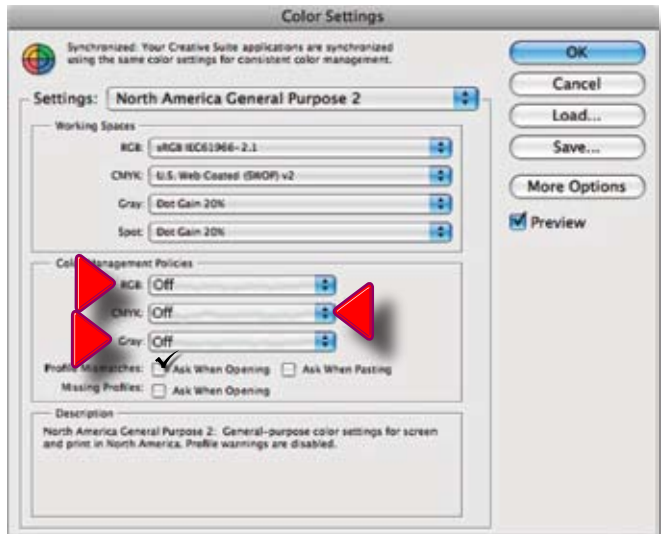 Color Settings
Synchronized: Your Creative Suite applications are synchronized
using the same color settings for consistent color management.
Settings: North America General Purpose 2
Working Spaces
RGB: sRGB IEC61966-2.1
CMYK: U.S. Web Coated (SWOP) v2
Gray: Dot Gain 20%
Spot: Dot Gain 20%
Color Management Policies
RGB: Off
CMYK: Off
Gray: Off
Profile Mismatches: Ask When Opening Ask When Pasting
Missing Profiles: Ask When Opening
Description
North America General Purpose 2: General-purpose color settings for screen
and print in North America. Profile warnings are disabled.
OK
Cancel
Load...
Save...
More Options
Preview